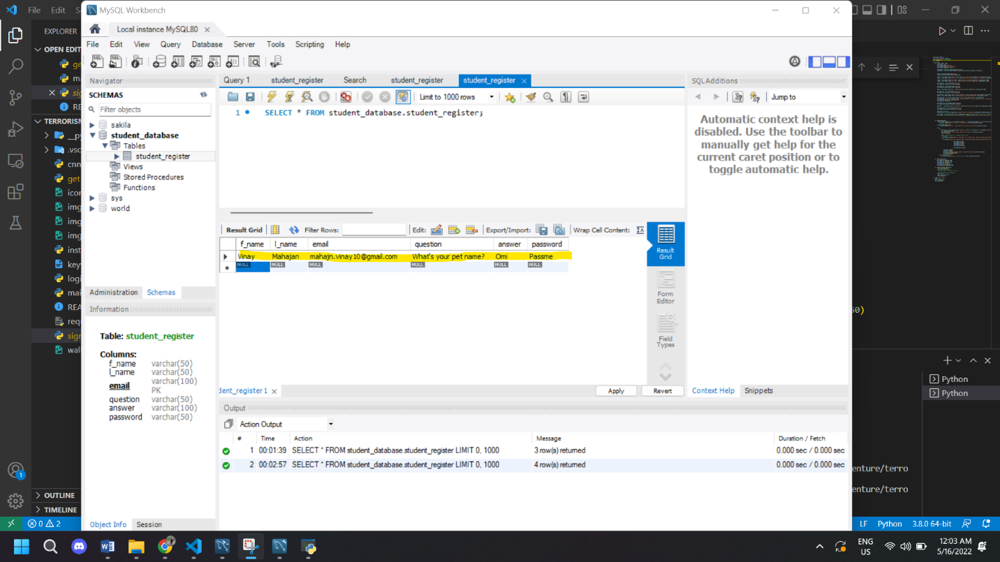 File Edit S
MySQL Workbench
Local instance MySQL80
File Edit View Query Database Server Tools Scripting Help
EXPLORER
OPEN EDIT
ge
ma
sig
RE
TERRORISM
__py
.vsc
cnn
get-
icon
img
img
img
inst
key
logi
mai
REA
requ
sign
wal
OUTLINE
TIMELINE
0 2
1
Navigator
SCHEMAS
Filter objects
sakila
student_database
Tables
student_register
Views
Stored Procedures
Functions
sys
world
Administration Schemas
Information
Table: student_register
Columns:
f_name varchar(50)
l_name varchar(50)
email varchar(100)
PK
question varchar(50)
answer varchar(100)
password varchar(50)
Object Info Session
Query 1 student_register Search student_register student_register
Limit to 1000 rows
1 SELECT * FROM student_database.student_register;
Result Grid Filter Rows: Edit: Export/Import: Wrap Cell Content:
f_name l_name email question answer password
Vinay Mahajan mahajn.vinay10@gmail.com What's your pet name? Omi Passme
NULL NULL NULL NULL NULL NULL
Result
Grid
Form
Editor
Field
Types
dent_register 1
Apply Revert
SQLAdditions
Jump to
Automatic context help is
disabled. Use the toolbar to
manually get help for the
current caret position or to
toggle automatic help.
Context Help Snippets
Output
Action Output
# Time Action Message Duration / Fetch
1 00:01:39 SELECT * FROM student_database.student_register LIMIT 0, 1000 3 row(s) returned 0.000 sec / 0.000 sec
2 00:02:57 SELECT * FROM student_database.student_register LIMIT 0, 1000 4 row(s) returned 0.000 sec / 0.000 sec
50)
Python
Python
enture/terro
enture/terro
LF Python 3.8.0 64-bit
ENG
US
12:03 AM
5/16/2022